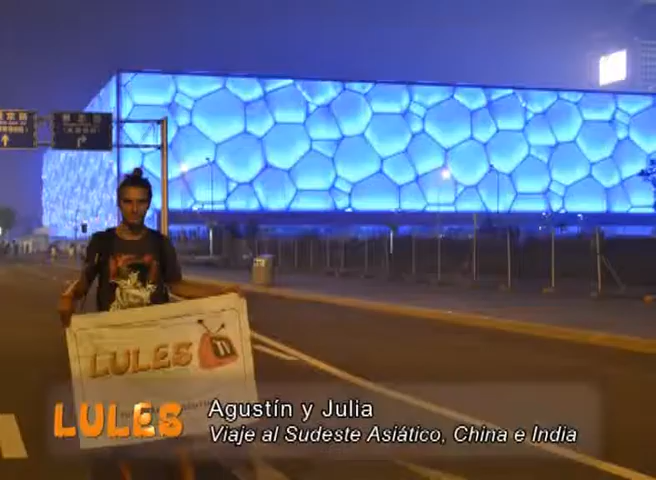 LULES
LULES
Agustín y Julia
Viaje al Sudeste Asiático, China e India